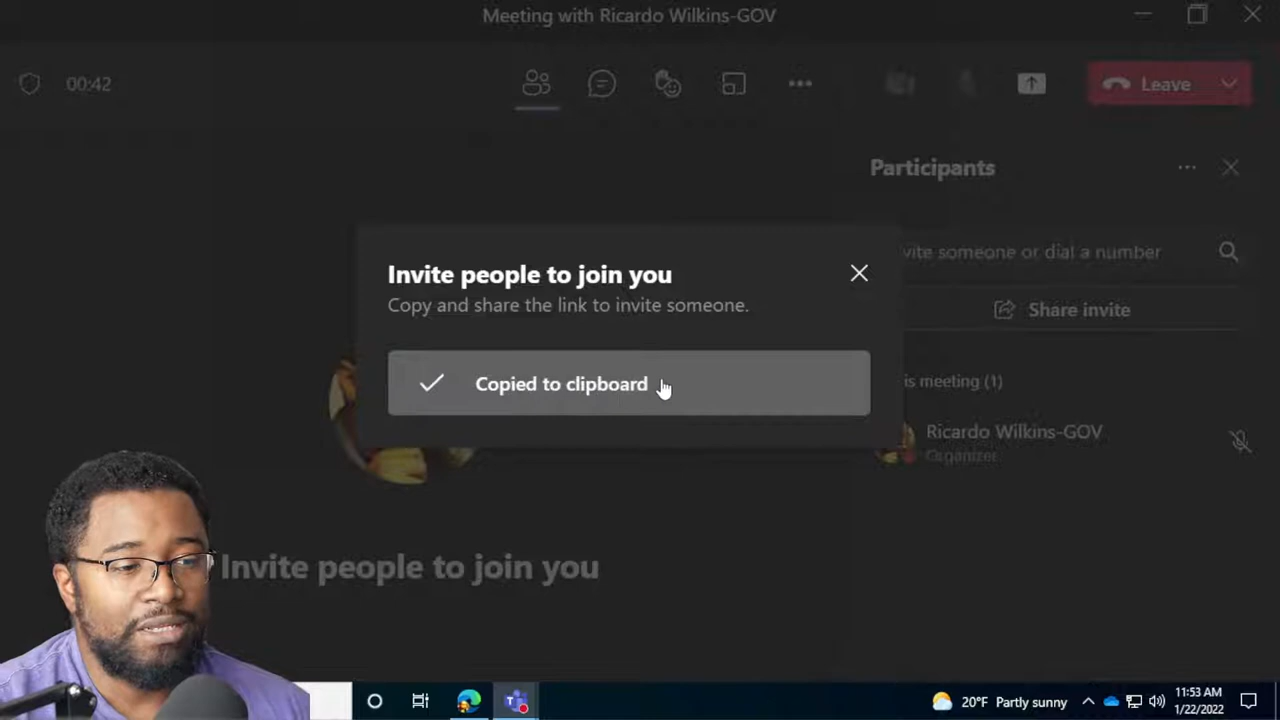 Meeting with Ricardo Wilkins-GOV
00:42
Leave
Participants
vite someone or dial a number
Share invite
Invite people to join you
Copy and share the link to invite someone.
Copied to clipboard
is meeting (1)
Ricardo Wilkins-GOV
Organizer
Invite people to join you
20°F Partly sunny
11:53 AM
1/22/2022